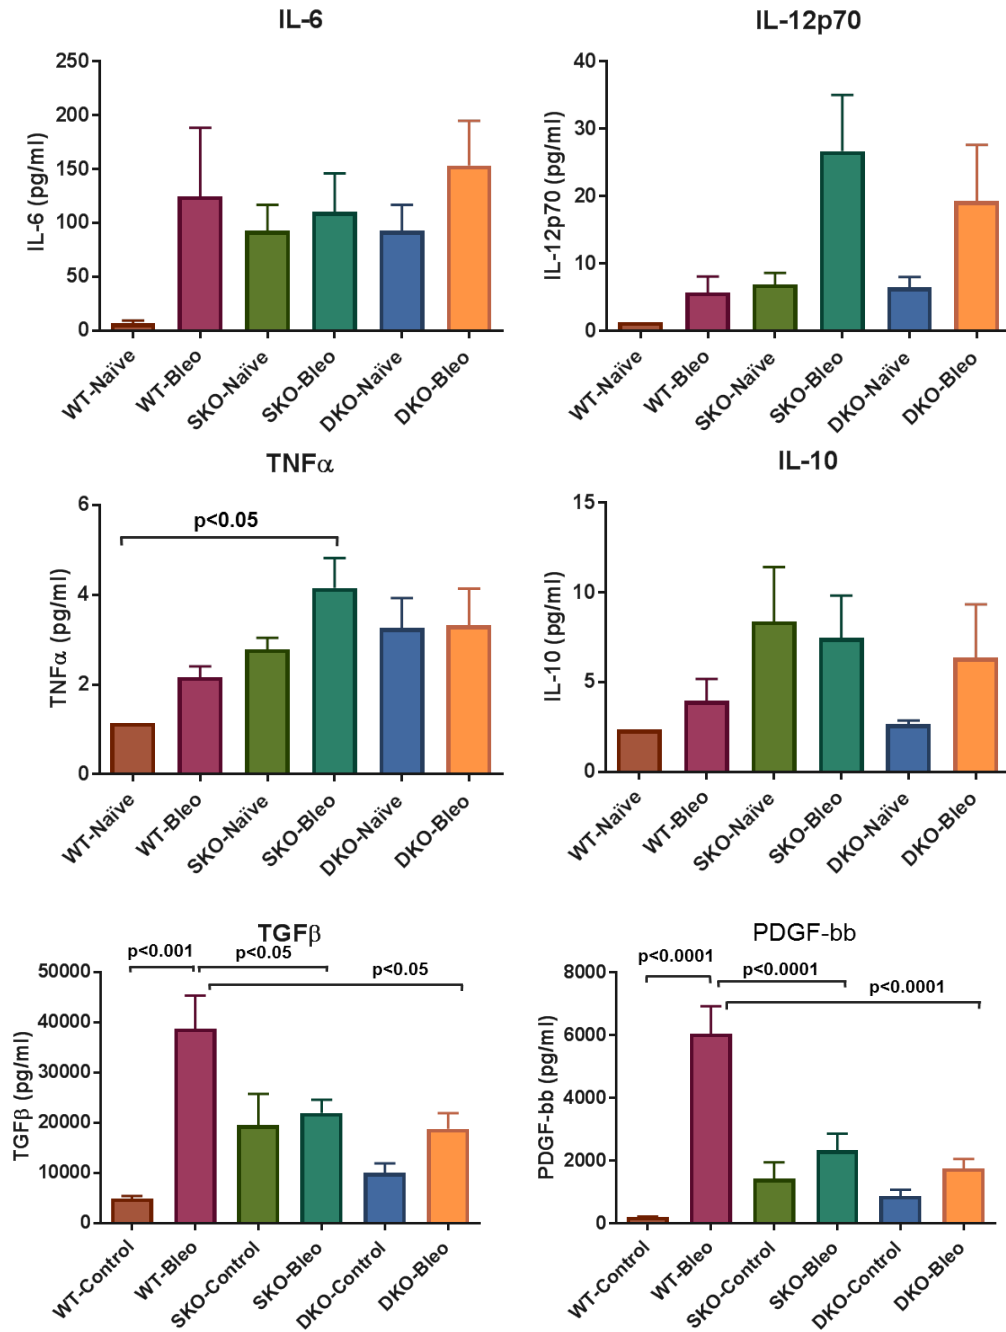 IL-6
IL-6 (pg/ml)
250
200
150
100
50
0
WT-Naïve
WT-Bleo
SKO-Naïve
SKO-Bleo
DKO-Naïve
DKO-Bleo
IL-12p70
IL-12p70 (pg/ml)
40
30
20
10
0
WT-Naïve
WT-Bleo
SKO-Naïve
SKO-Bleo
DKO-Naïve
DKO-Bleo
TNFα
TNFα (pg/ml)
6
4
2
0
p<0.05
WT-Naïve
WT-Bleo
SKO-Naïve
SKO-Bleo
DKO-Naïve
DKO-Bleo
IL-10
IL-10 (pg/ml)
15
10
5
0
WT-Naïve
WT-Bleo
SKO-Naïve
SKO-Bleo
DKO-Naïve
DKO-Bleo
TGFβ
p<0.001
p<0.05
p<0.05
TGFβ (pg/ml)
50000
40000
30000
20000
10000
0
WT-Control
WT-Bleo
SKO-Control
SKO-Bleo
DKO-Control
DKO-Bleo
PDGF-bb
p<0.0001
p<0.0001
p<0.0001
PDGF-bb (pg/ml)
8000
6000
4000
2000
0
WT-Control
WT-Bleo
SKO-Control
SKO-Bleo
DKO-Control
DKO-Bleo